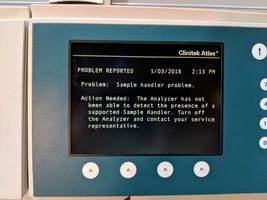 Clinitek Atlas®
PROBLEM REPORTED 5/03/2018 2:13 PM
Problem: Sample handler problem.
Action Needed: The Analyzer has not
been able to detect the presence of a
supported Sample Handler. Turn off
the Analyzer and contact your service
representative.